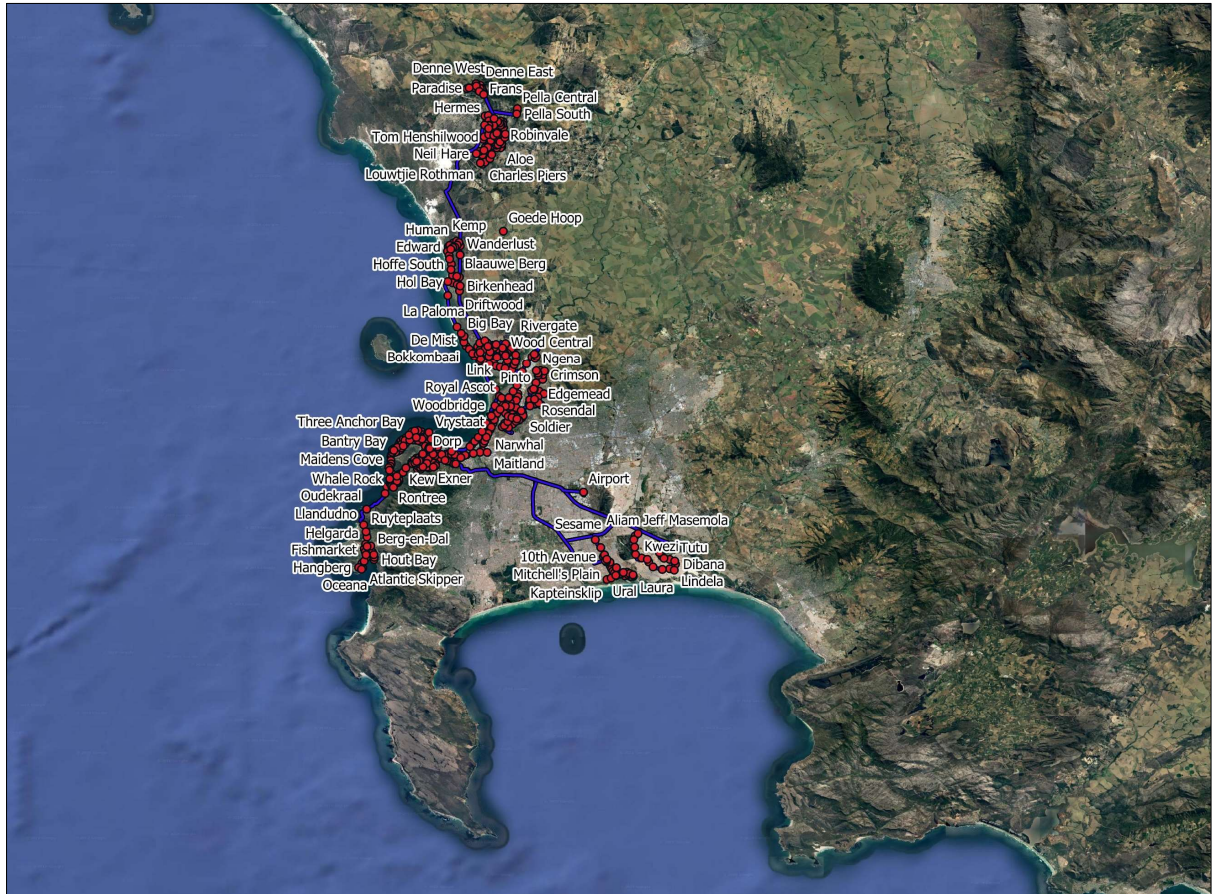 Denne West
Denne East
Paradise
Frans
Pella Central
Hermes
Pella South
Tom Henshilwood
Robinvale
Neil Hare
Aloe
Louwtjie Rothman
Charles Piers
Goede Hoop
Human
Kemp
Edward
Wanderlust
Hoffe South
Blaauwe Berg
Hol Bay
Birkenhead
La Paloma
Driftwood
Big Bay
Rivergate
De Mist
Wood Central
Bokkombaai
Ngena
Link
Pinto
Crimson
Royal Ascot
Edgemead
Woodbridge
Rosendal
Three Anchor Bay
Vrystaat
Soldier
Bantry Bay
Dorp
Narwhal
Maidens Cove
Maitland
Whale Rock
Kew
Exner
Airport
Oudekraal
Rontree
Llandudno
Ruyteplaats
Sesame
Aliam
Jeff Masemola
Helgarda
Berg-en-Dal
Fishmarket
Hout Bay
10th Avenue
Kwezi
Tutu
Hangberg
Dibana
Atlantic Skipper
Mitchell's Plain
Lindela
Oceana
Kapteinsklip
Ural
Laura